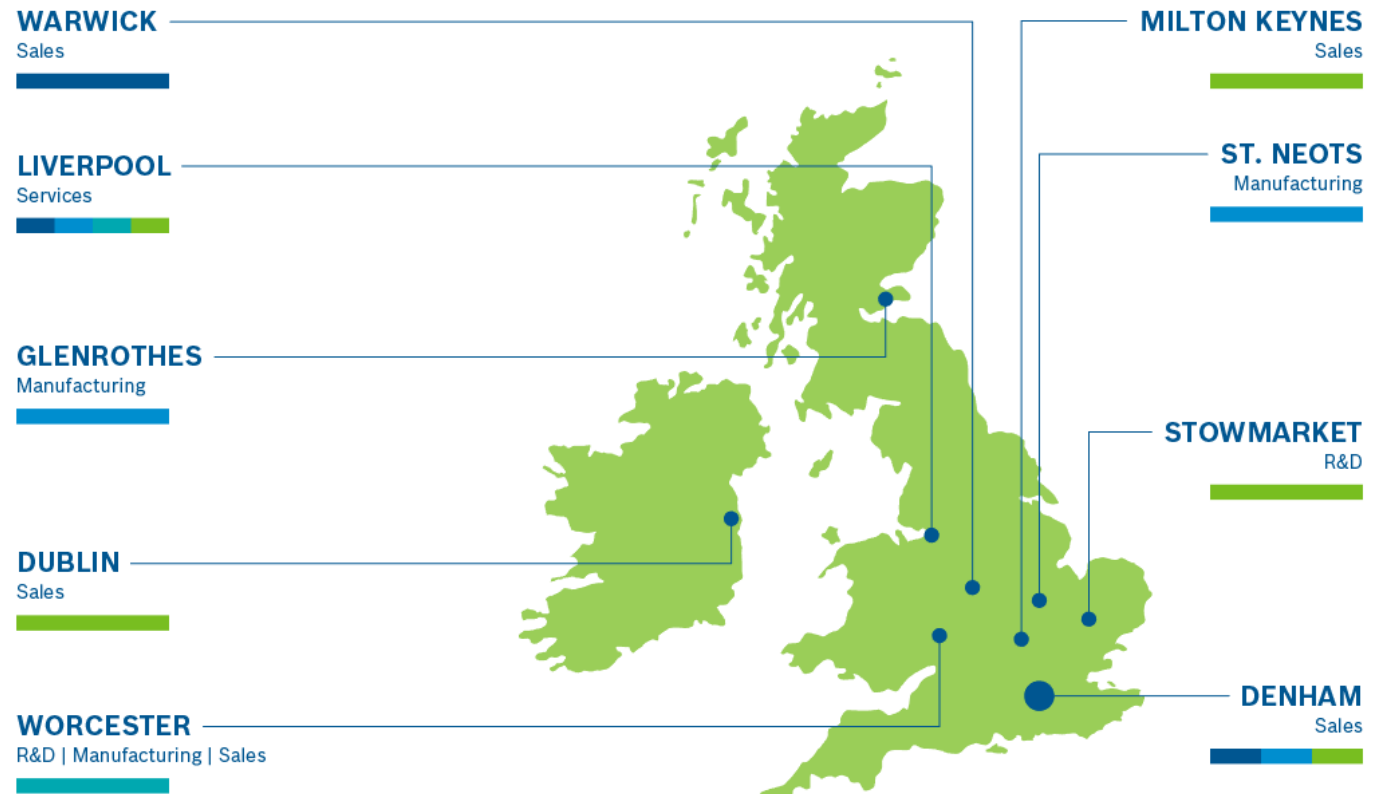 WARWICK
Sales
LIVERPOOL
Services
GLENROTHES
Manufacturing
DUBLIN
Sales
WORCESTER
R&D | Manufacturing | Sales
MILTON KEYNES
Sales
ST. NEOTS
Manufacturing
STOWMARKET
R&D
DENHAM
Sales